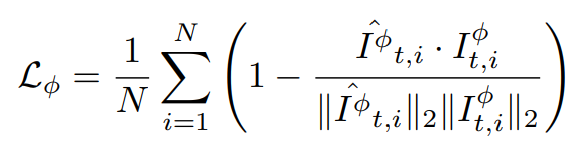 \mathcal{L}_{\phi} = \frac{1}{N} \sum_{i=1}^{N} \left( 1 - \frac{\hat{I^{\phi}}_{t,i} \cdot I^{\phi}_{t,i}}{\|\hat{I^{\phi}}_{t,i}\|_2 \|I^{\phi}_{t,i}\|_2} \right)